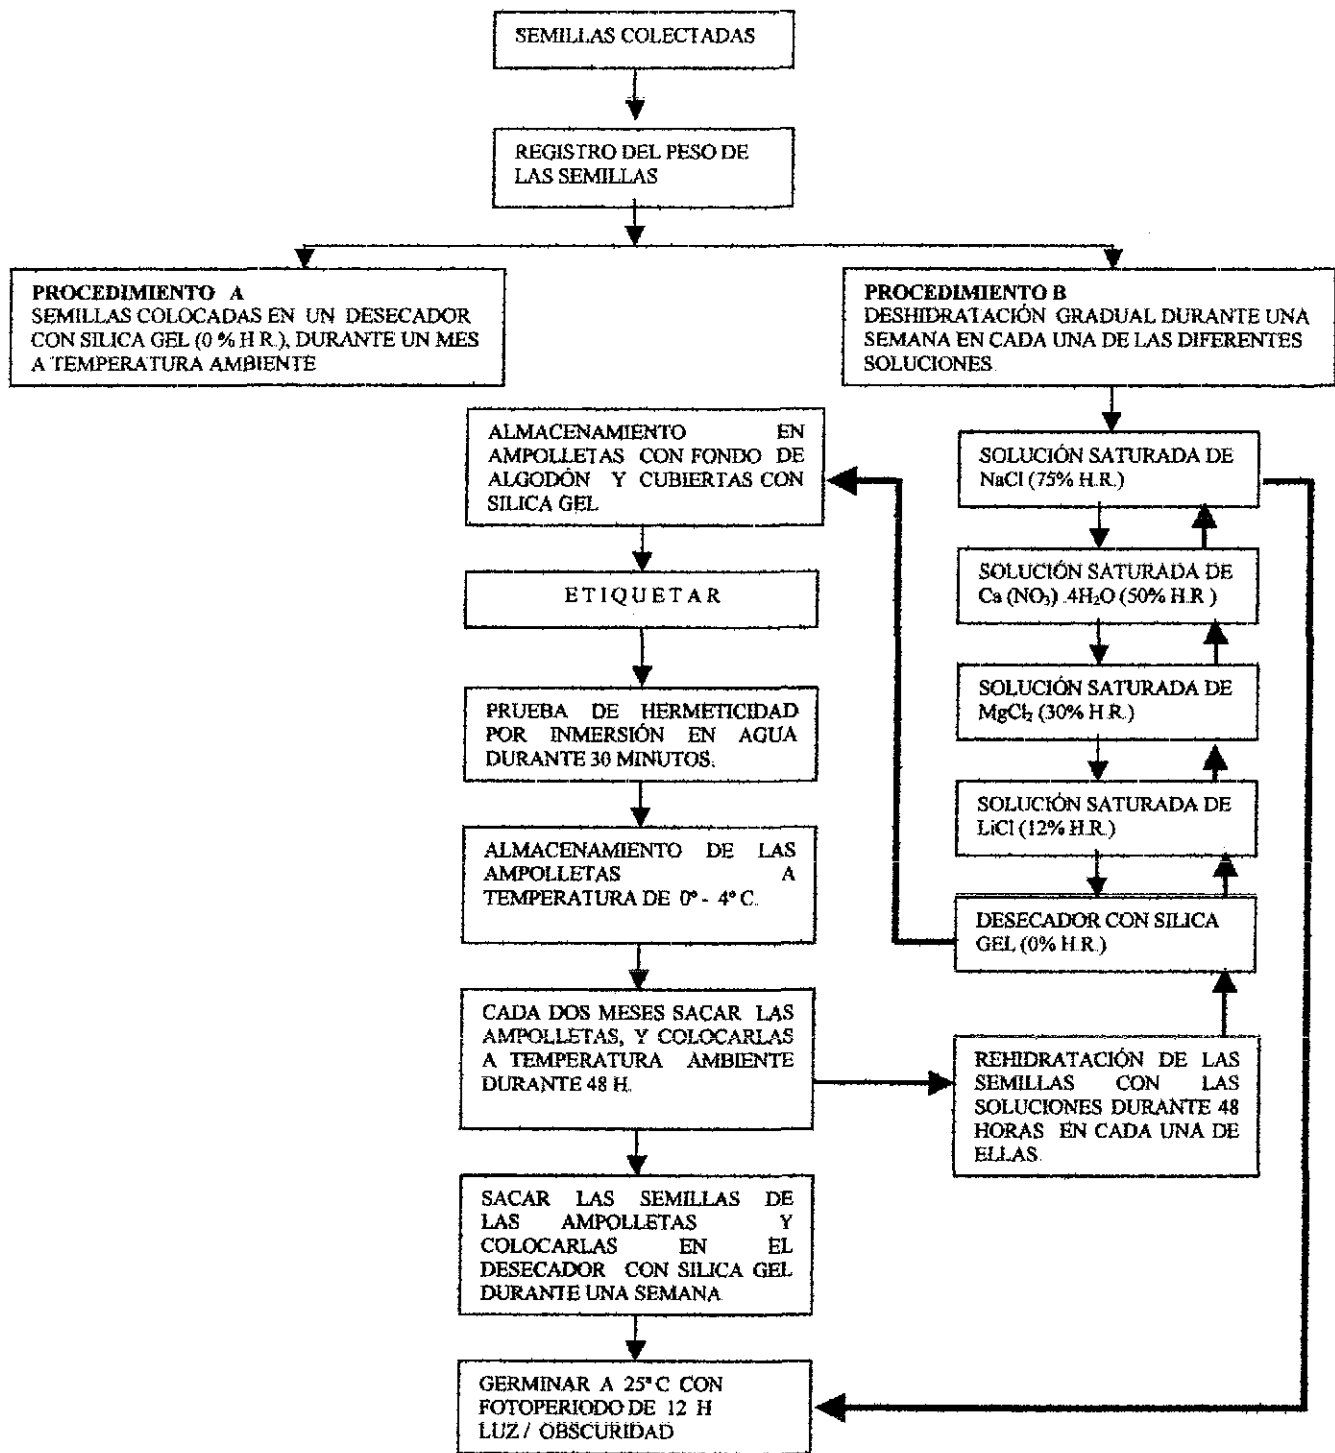 SEMILLAS COLECTADAS
REGISTRO DEL PESO DE
LAS SEMILLAS
PROCEDIMIENTO A
SEMILLAS COLOCADAS EN UN DESECADOR
CON SILICA GEL (0 % H R.), DURANTE UN MES
A TEMPERATURA AMBIENTE
PROCEDIMIENTO B
DESHIDRATACIÓN GRADUAL DURANTE UNA
SEMANA EN CADA UNA DE LAS DIFERENTES
SOLUCIONES.
SOLUCIÓN SATURADA DE
NaCl (75% H.R.)
SOLUCIÓN SATURADA DE
Ca (NO₃) .4H₂O (50% H.R )
SOLUCIÓN SATURADA DE
MgCl₂ (30% H.R.)
SOLUCIÓN SATURADA DE
LiCl (12% H.R.)
DESECADOR CON SILICA
GEL (0% H.R.)
ALMACENAMIENTO EN
AMPOLLETAS CON FONDO DE
ALGODÓN Y CUBIERTAS CON
SILICA GEL
E T I Q U E T A R
PRUEBA DE HERMETICIDAD
POR INMERSIÓN EN AGUA
DURANTE 30 MINUTOS.
ALMACENAMIENTO DE LAS
AMPOLLETAS A
TEMPERATURA DE 0° - 4° C.
CADA DOS MESES SACAR LAS
AMPOLLETAS, Y COLOCARLAS
A TEMPERATURA AMBIENTE
DURANTE 48 H.
REHIDRATACIÓN DE LAS
SEMILLAS CON LAS
SOLUCIONES DURANTE 48
HORAS EN CADA UNA DE
ELLAS.
SACAR LAS SEMILLAS DE
LAS AMPOLLETAS Y
COLOCARLAS EN EL
DESECADOR CON SILICA GEL
DURANTE UNA SEMANA
GERMINAR A 25° C CON
FOTOPERIODO DE 12 H
LUZ / OBSCURIDAD